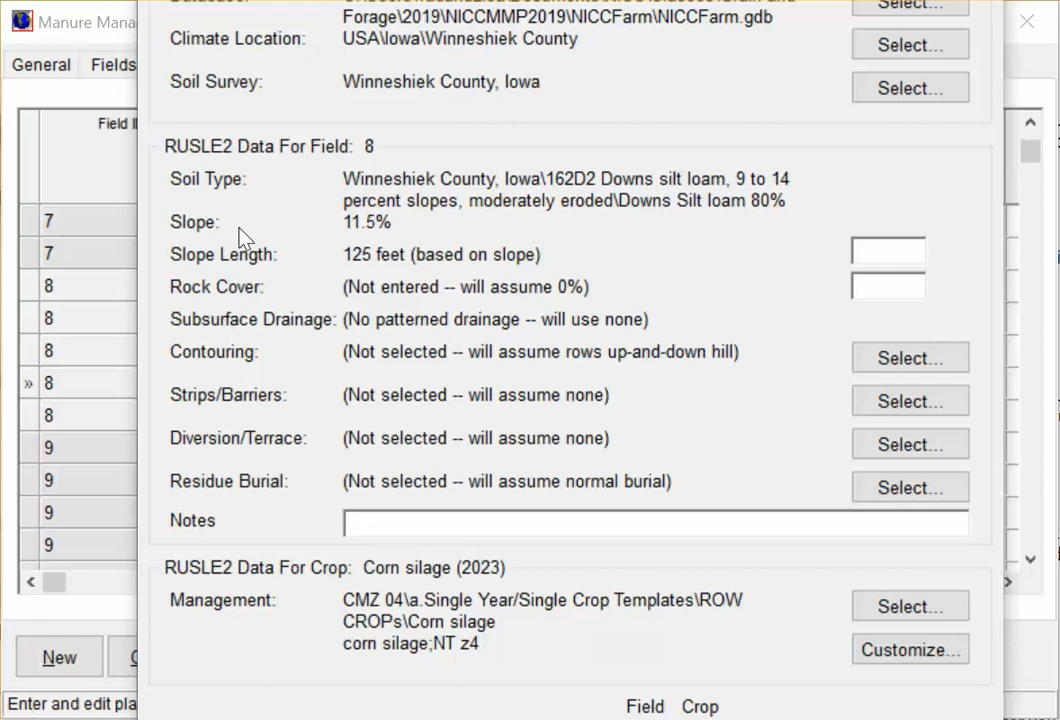 Manure Mana
Forage\2019\NICCMMP2019\NICCFarm\NICCFarm.gdb
Climate Location: USA\Iowa\Winneshiek County Select...
Soil Survey: Winneshiek County, Iowa Select...
General Fields
Field I
RUSLE2 Data For Field: 8
Soil Type: Winneshiek County, Iowa\162D2 Downs silt loam, 9 to 14
percent slopes, moderately eroded\Downs Silt loam 80%
Slope: 11.5%
Slope Length: 125 feet (based on slope)
Rock Cover: (Not entered -- will assume 0%)
Subsurface Drainage: (No patterned drainage -- will use none)
Contouring: (Not selected -- will assume rows up-and-down hill) Select...
Strips/Barriers: (Not selected -- will assume none) Select...
Diversion/Terrace: (Not selected -- will assume none) Select...
Residue Burial: (Not selected -- will assume normal burial) Select...
Notes
7
7
8
8
8
» 8
8
9
9
9
9
RUSLE2 Data For Crop: Corn silage (2023)
Management: CMZ 04\a.Single Year/Single Crop Templates\ROW Select...
CROPs\Corn silage
corn silage;NT z4 Customize...
New
Enter and edit pla
Field Crop